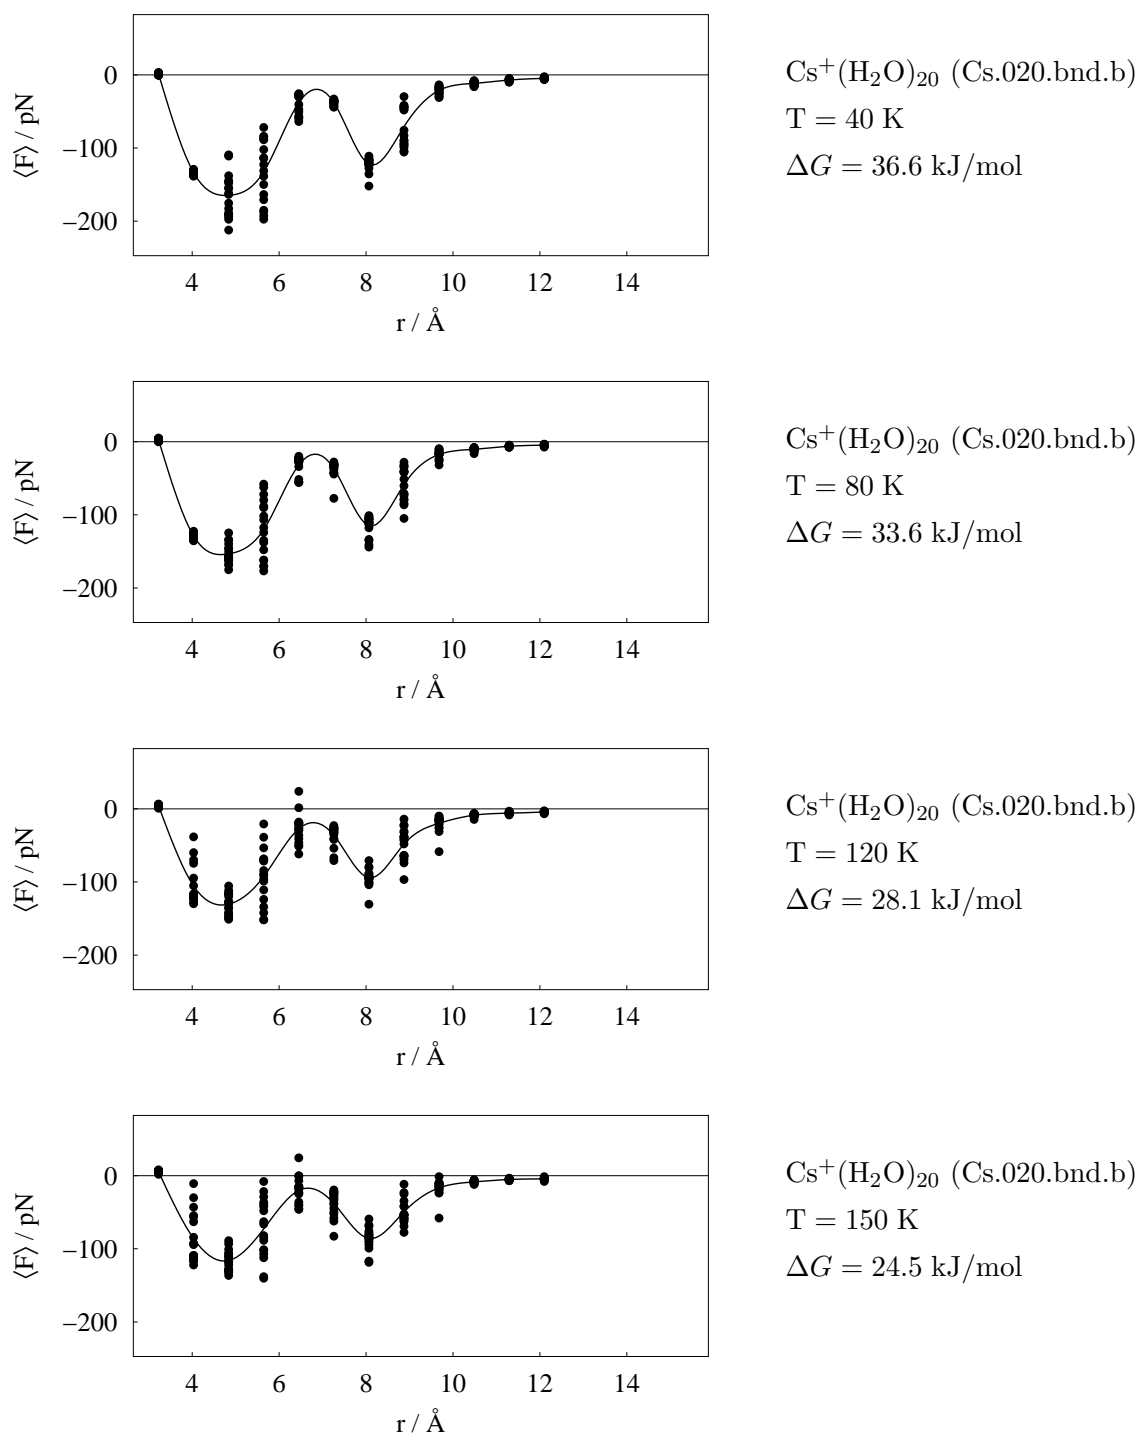 0
−100
−200
⟨F⟩ / pN
4 6 8 10 12 14
r / Å
Cs⁺(H₂O)₂₀ (Cs.020.bnd.b)
T = 40 K
ΔG = 36.6 kJ/mol
0
−100
−200
⟨F⟩ / pN
4 6 8 10 12 14
r / Å
Cs⁺(H₂O)₂₀ (Cs.020.bnd.b)
T = 80 K
ΔG = 33.6 kJ/mol
0
−100
−200
⟨F⟩ / pN
4 6 8 10 12 14
r / Å
Cs⁺(H₂O)₂₀ (Cs.020.bnd.b)
T = 120 K
ΔG = 28.1 kJ/mol
0
−100
−200
⟨F⟩ / pN
4 6 8 10 12 14
r / Å
Cs⁺(H₂O)₂₀ (Cs.020.bnd.b)
T = 150 K
ΔG = 24.5 kJ/mol